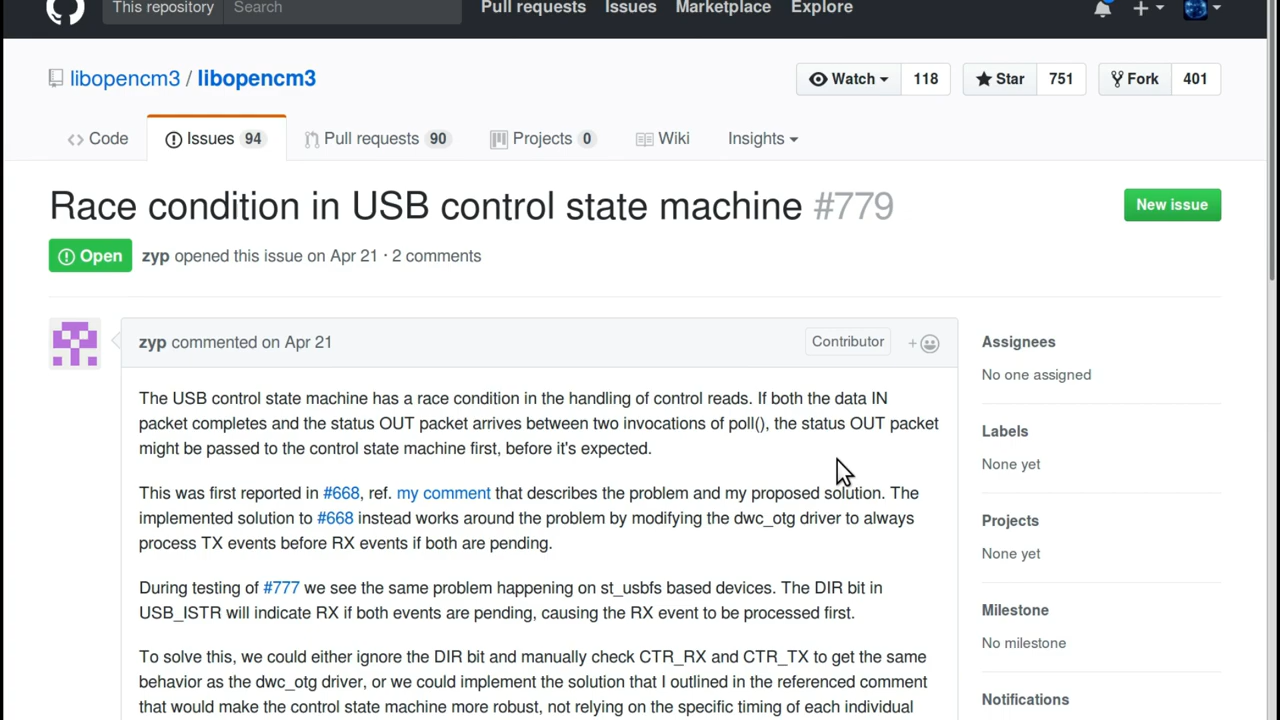 This repository Search Pull requests Issues Marketplace Explore
libopencm3 / libopencm3
Watch 118 Star 751 Fork 401
Code Issues 94 Pull requests 90 Projects 0 Wiki Insights
Race condition in USB control state machine #779
New issue
Open zyp opened this issue on Apr 21 · 2 comments
zyp commented on Apr 21
Contributor
The USB control state machine has a race condition in the handling of control reads. If both the data IN
packet completes and the status OUT packet arrives between two invocations of poll(), the status OUT packet
might be passed to the control state machine first, before it's expected.
This was first reported in #668, ref. my comment that describes the problem and my proposed solution. The
implemented solution to #668 instead works around the problem by modifying the dwc_otg driver to always
process TX events before RX events if both are pending.
During testing of #777 we see the same problem happening on st_usbfs based devices. The DIR bit in
USB_ISTR will indicate RX if both events are pending, causing the RX event to be processed first.
To solve this, we could either ignore the DIR bit and manually check CTR_RX and CTR_TX to get the same
behavior as the dwc_otg driver, or we could implement the solution that I outlined in the referenced comment
that would make the control state machine more robust, not relying on the specific timing of each individual
Assignees
No one assigned
Labels
None yet
Projects
None yet
Milestone
No milestone
Notifications